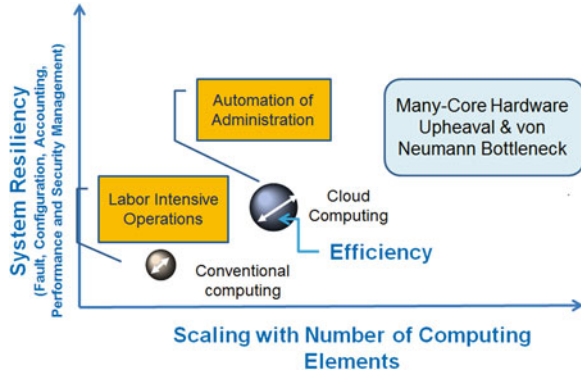 System Resiliency
(Fault, Configuration, Accounting,
Performance and Security Management)
Automation of
Administration
Many-Core Hardware
Upheaval & von
Neumann Bottleneck
Labor Intensive
Operations
Cloud
Computing
Efficiency
Conventional
computing
Scaling with Number of Computing
Elements